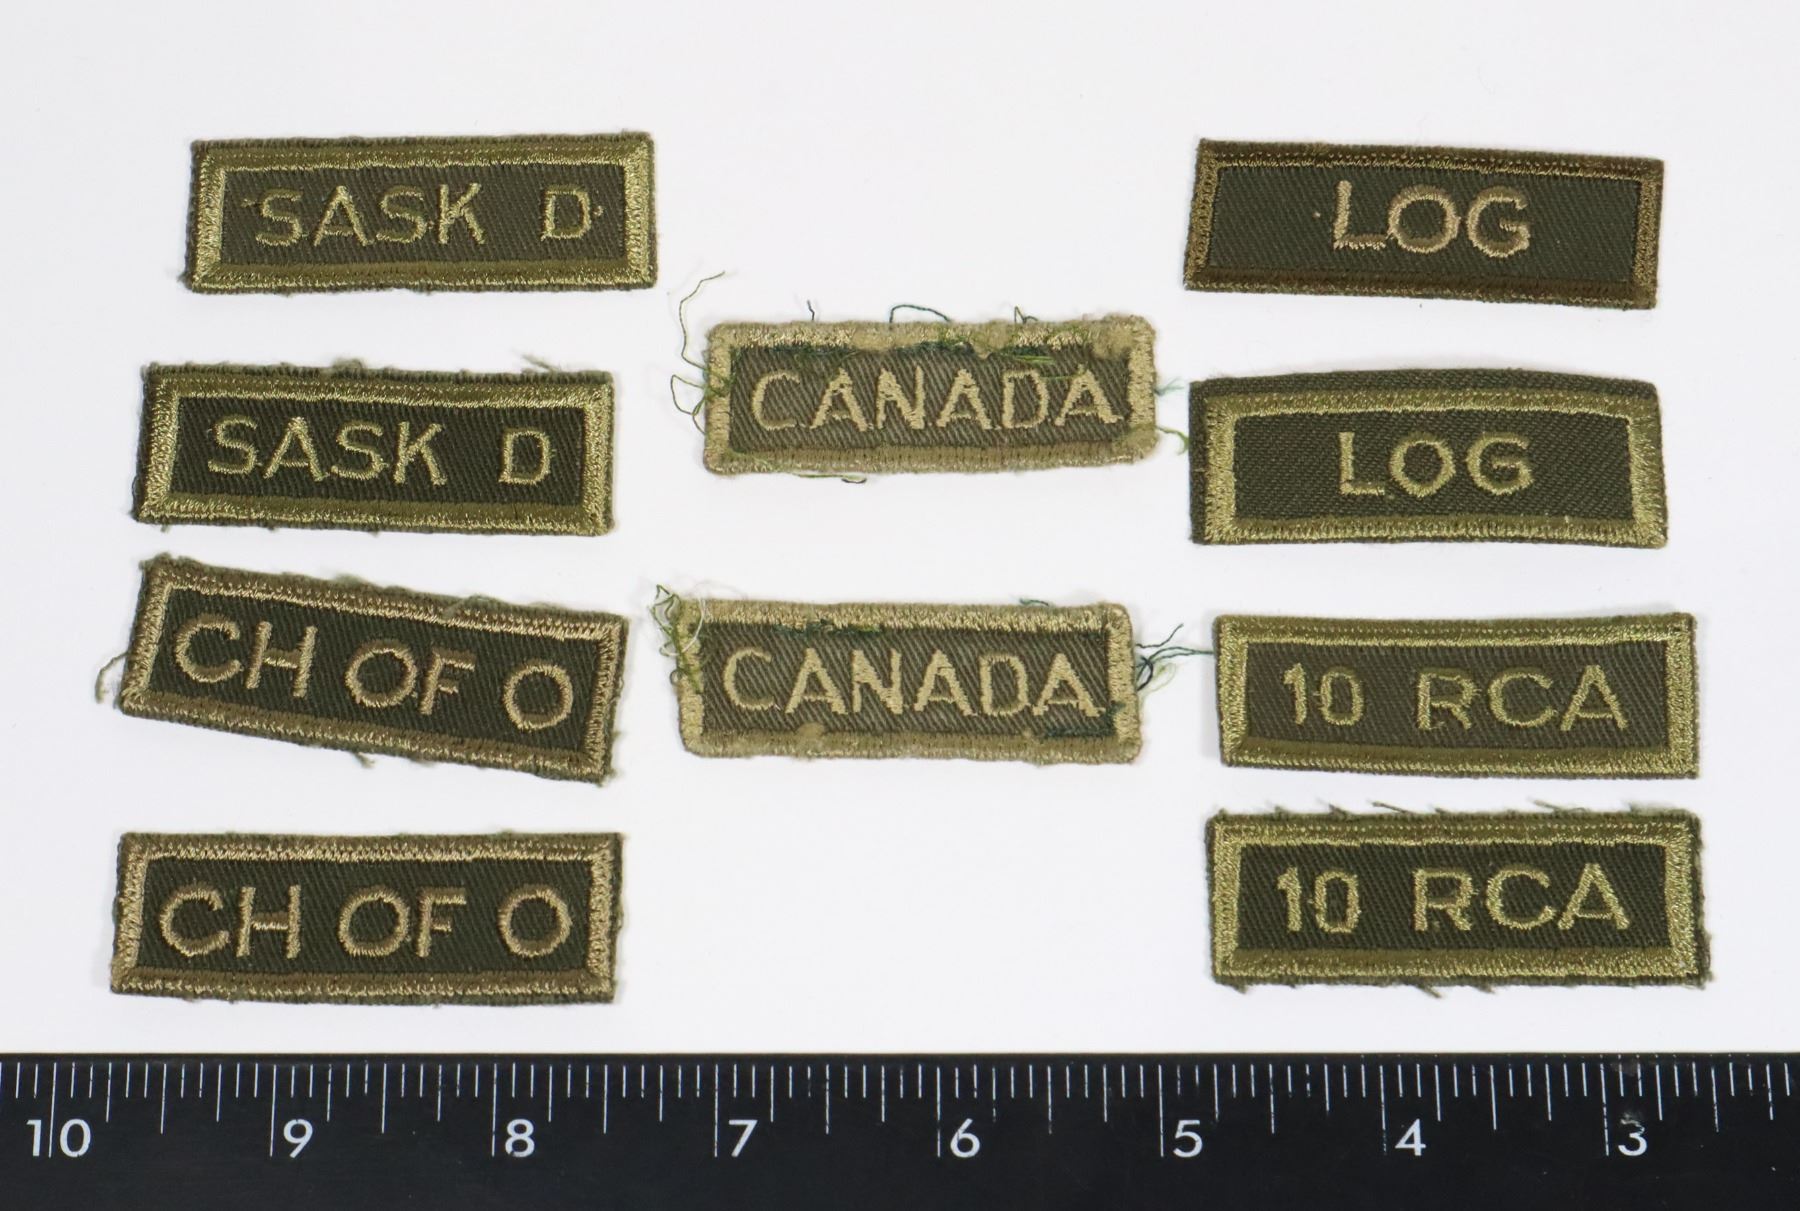 SASK D
SASK D
CH OF O
CH OF O
CANADA
CANADA
LOG
LOG
10 RCA
10 RCA
10 9 8 7 6 5 4 3